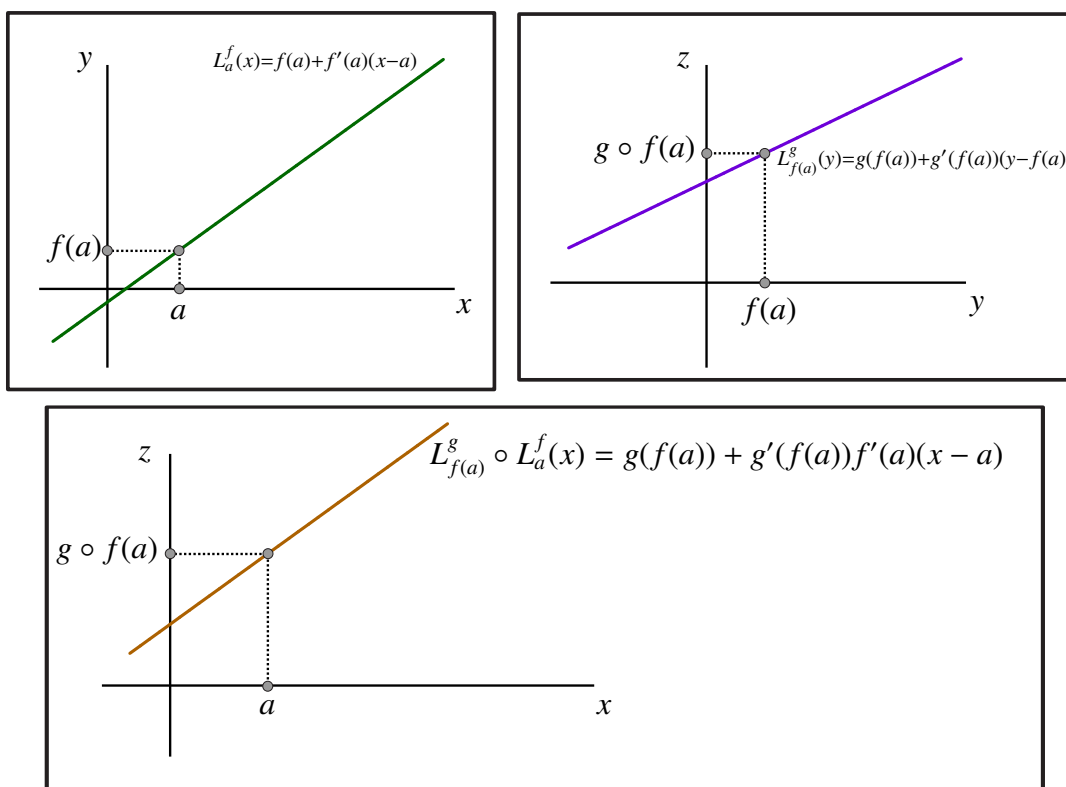 y
L_a^f(x)=f(a)+f′(a)(x−a)
f(a)
a
x
z
g ∘ f(a)
L_{f(a)}^g(y)=g(f(a))+g′(f(a))(y−f(a)
f(a)
y
z
L_{f(a)}^g ∘ L_a^f(x) = g(f(a)) + g′(f(a))f′(a)(x − a)
g ∘ f(a)
a
x